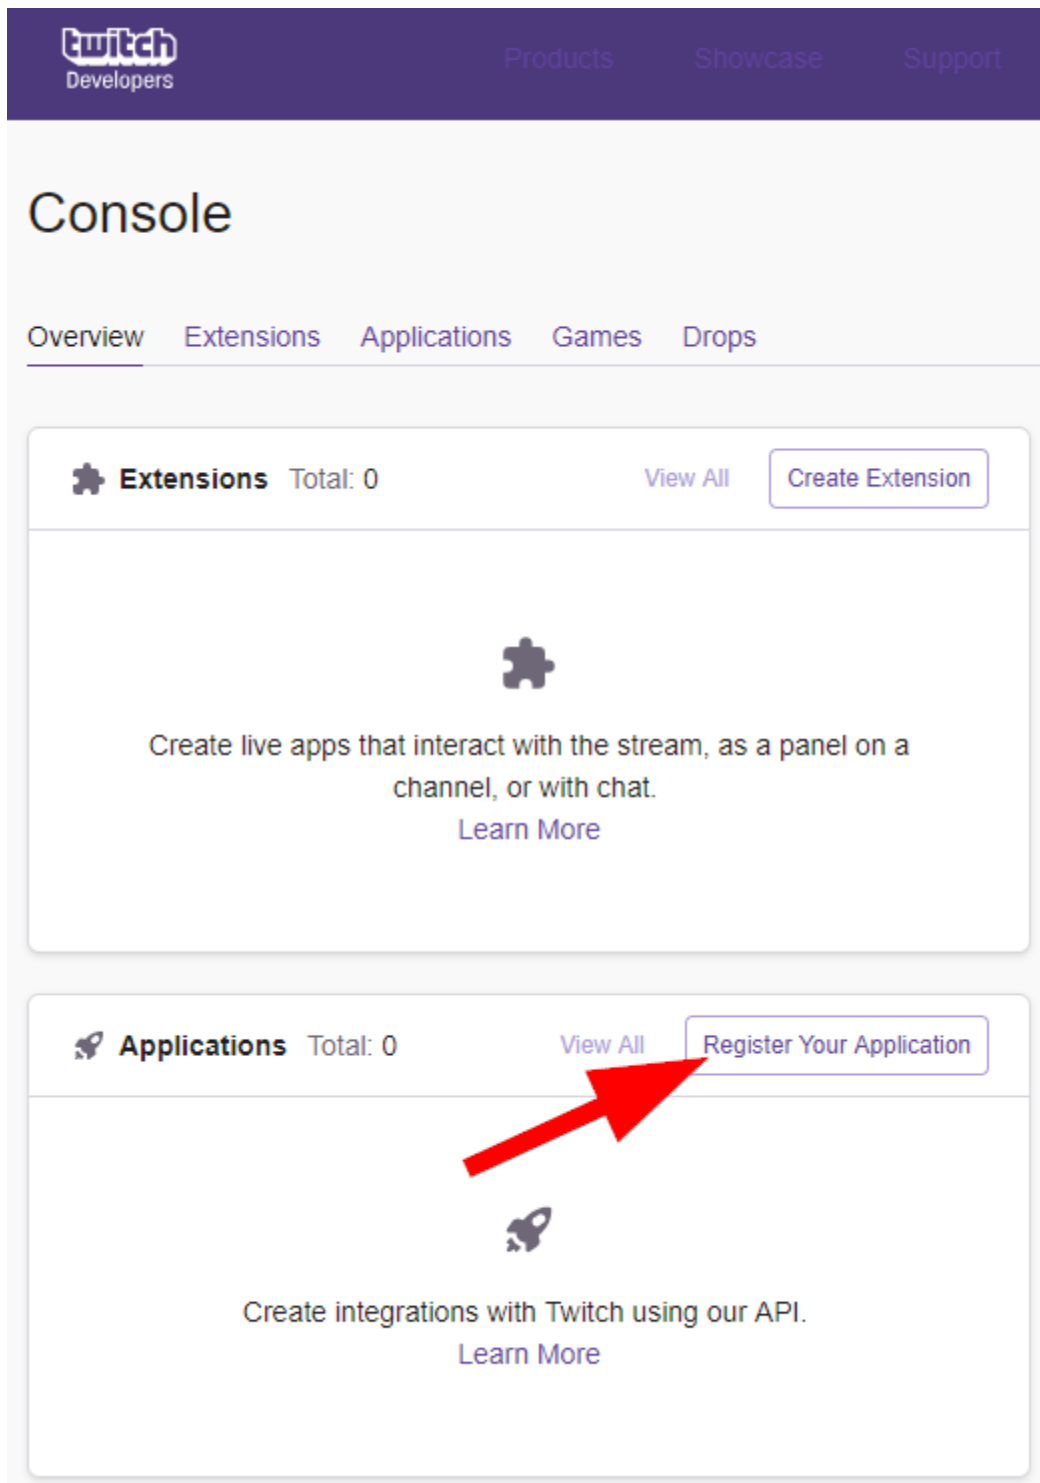 twitch
Developers
Products Showcase Support
Console
Overview Extensions Applications Games Drops
Extensions Total: 0 View All Create Extension
Create live apps that interact with the stream, as a panel on a
channel, or with chat.
Learn More
Applications Total: 0 View All Register Your Application
Create integrations with Twitch using our API.
Learn More